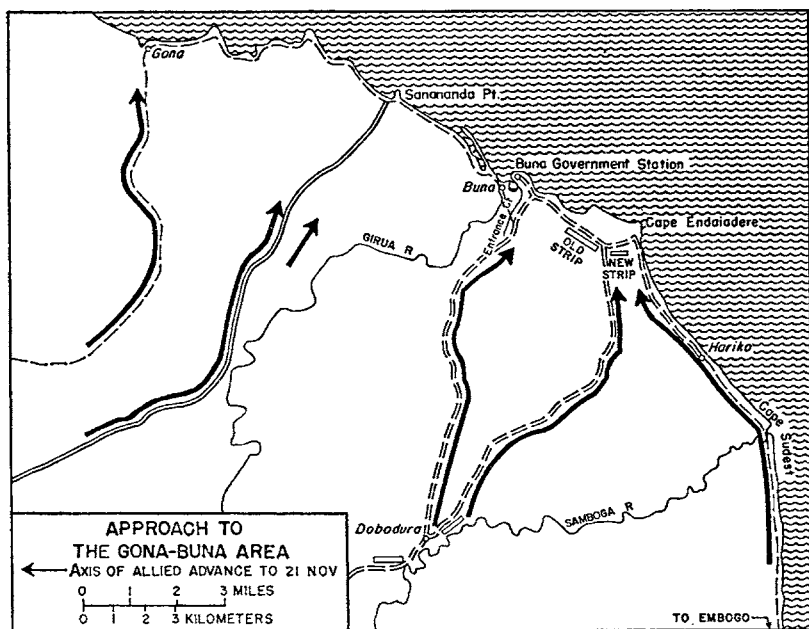 Gona
Sanananda Pt.
Buna Government Station
Buna
Entrance Cr
Cape Endaiadere
OLD
STRIP
NEW
STRIP
GIRUA R
Hariko
Cape Sudest
SAMBOGA R
Dobodura
APPROACH TO
THE GONA-BUNA AREA
AXIS OF ALLIED ADVANCE TO 21 NOV
0 1 2 3 MILES
0 1 2 3 KILOMETERS
TO EMBOGO